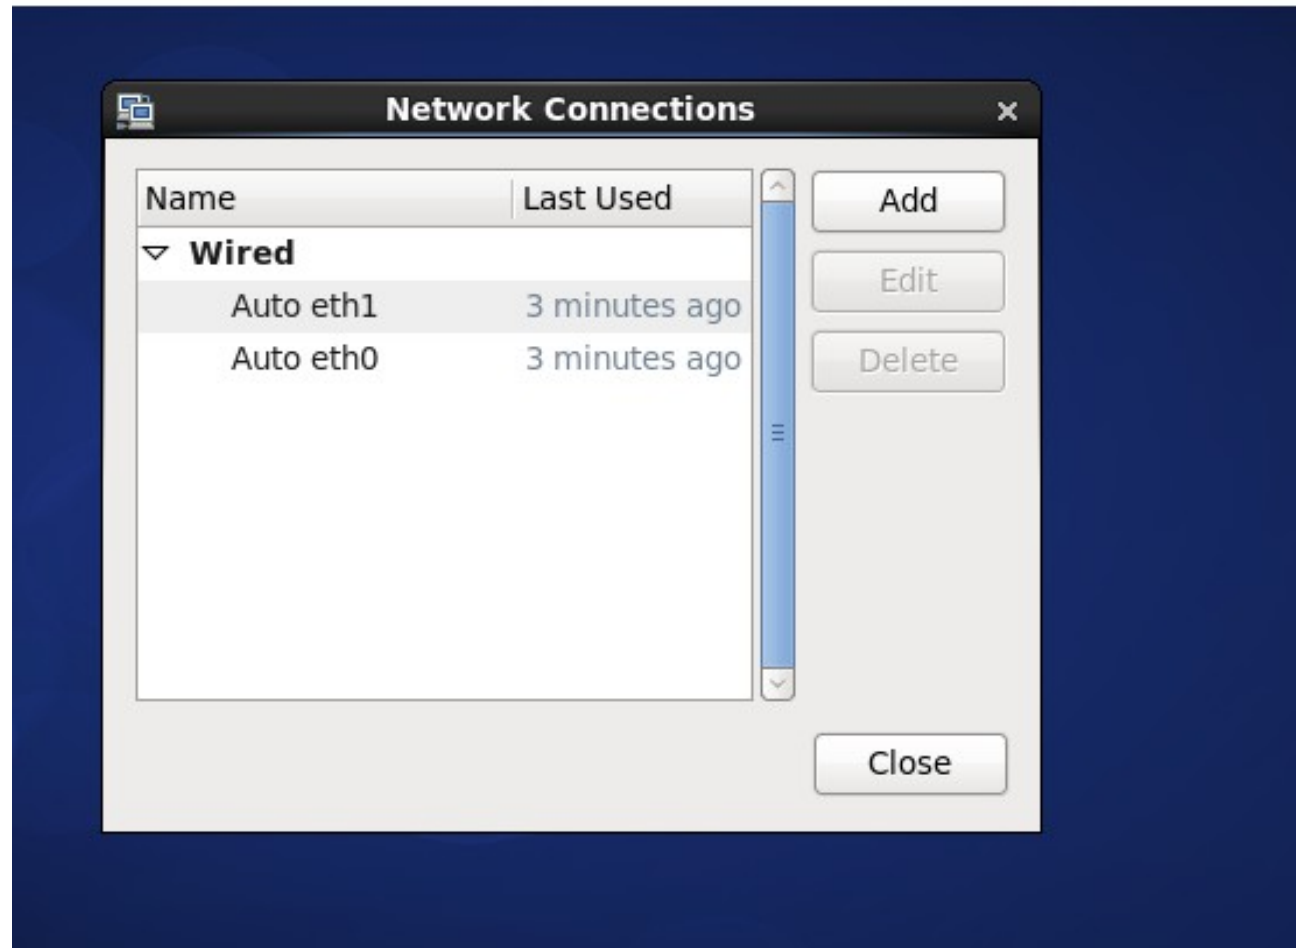 Network Connections
Name Last Used
Add
Wired
Edit
Auto eth1 3 minutes ago
Auto eth0 3 minutes ago
Delete
Close